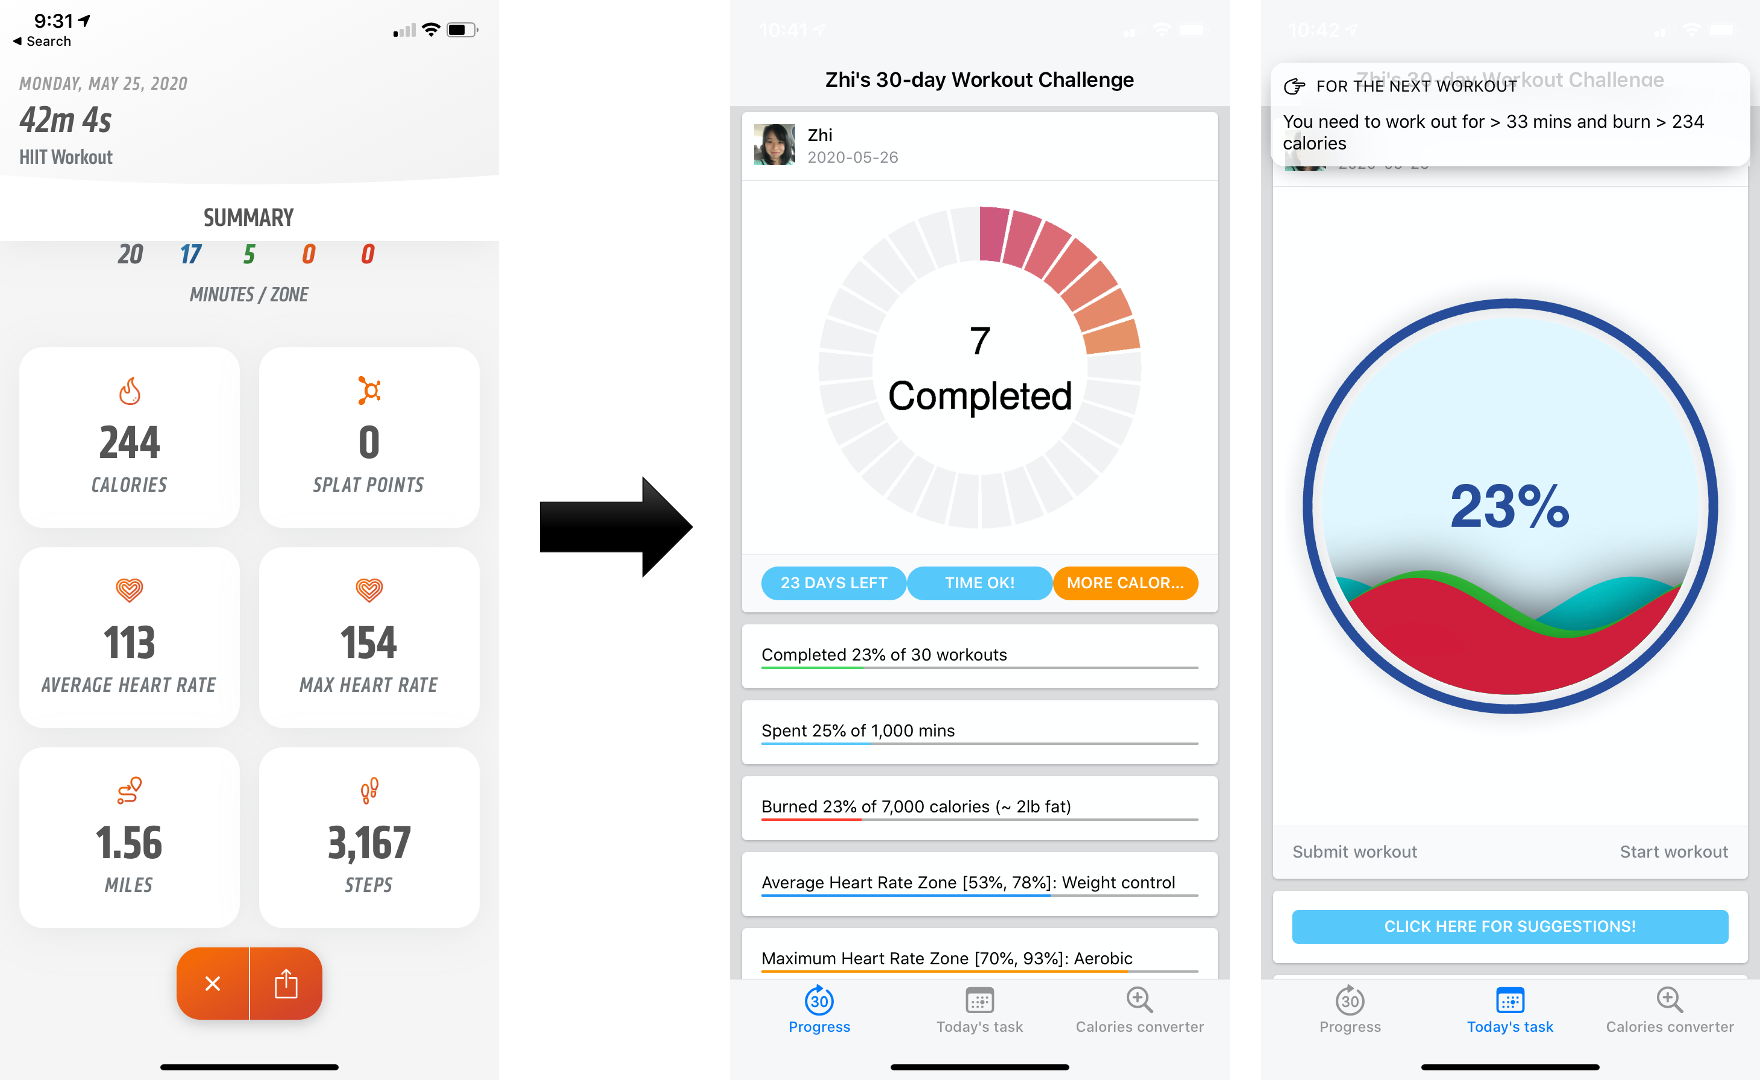 9:31
Search
MONDAY, MAY 25, 2020
42m 4s
HIIT Workout
SUMMARY
20 17 5 0 0
MINUTES / ZONE
244
CALORIES
0
SPLAT POINTS
113
AVERAGE HEART RATE
154
MAX HEART RATE
1.56
MILES
3,167
STEPS
10:41
Zhi's 30-day Workout Challenge
Zhi
2020-05-26
7
Completed
23 DAYS LEFT
TIME OK!
MORE CALOR...
Completed 23% of 30 workouts
Spent 25% of 1,000 mins
Burned 23% of 7,000 calories (~ 2lb fat)
Average Heart Rate Zone [53%, 78%]: Weight control
Maximum Heart Rate Zone [70%, 93%]: Aerobic
30
Progress
Today's task
Calories converter
10:42
Zhi's 30-day Workout Challenge
FOR THE NEXT WORKOUT
You need to work out for > 33 mins and burn > 234
calories
23%
Submit workout
Start workout
CLICK HERE FOR SUGGESTIONS!
30
Progress
Today's task
Calories converter